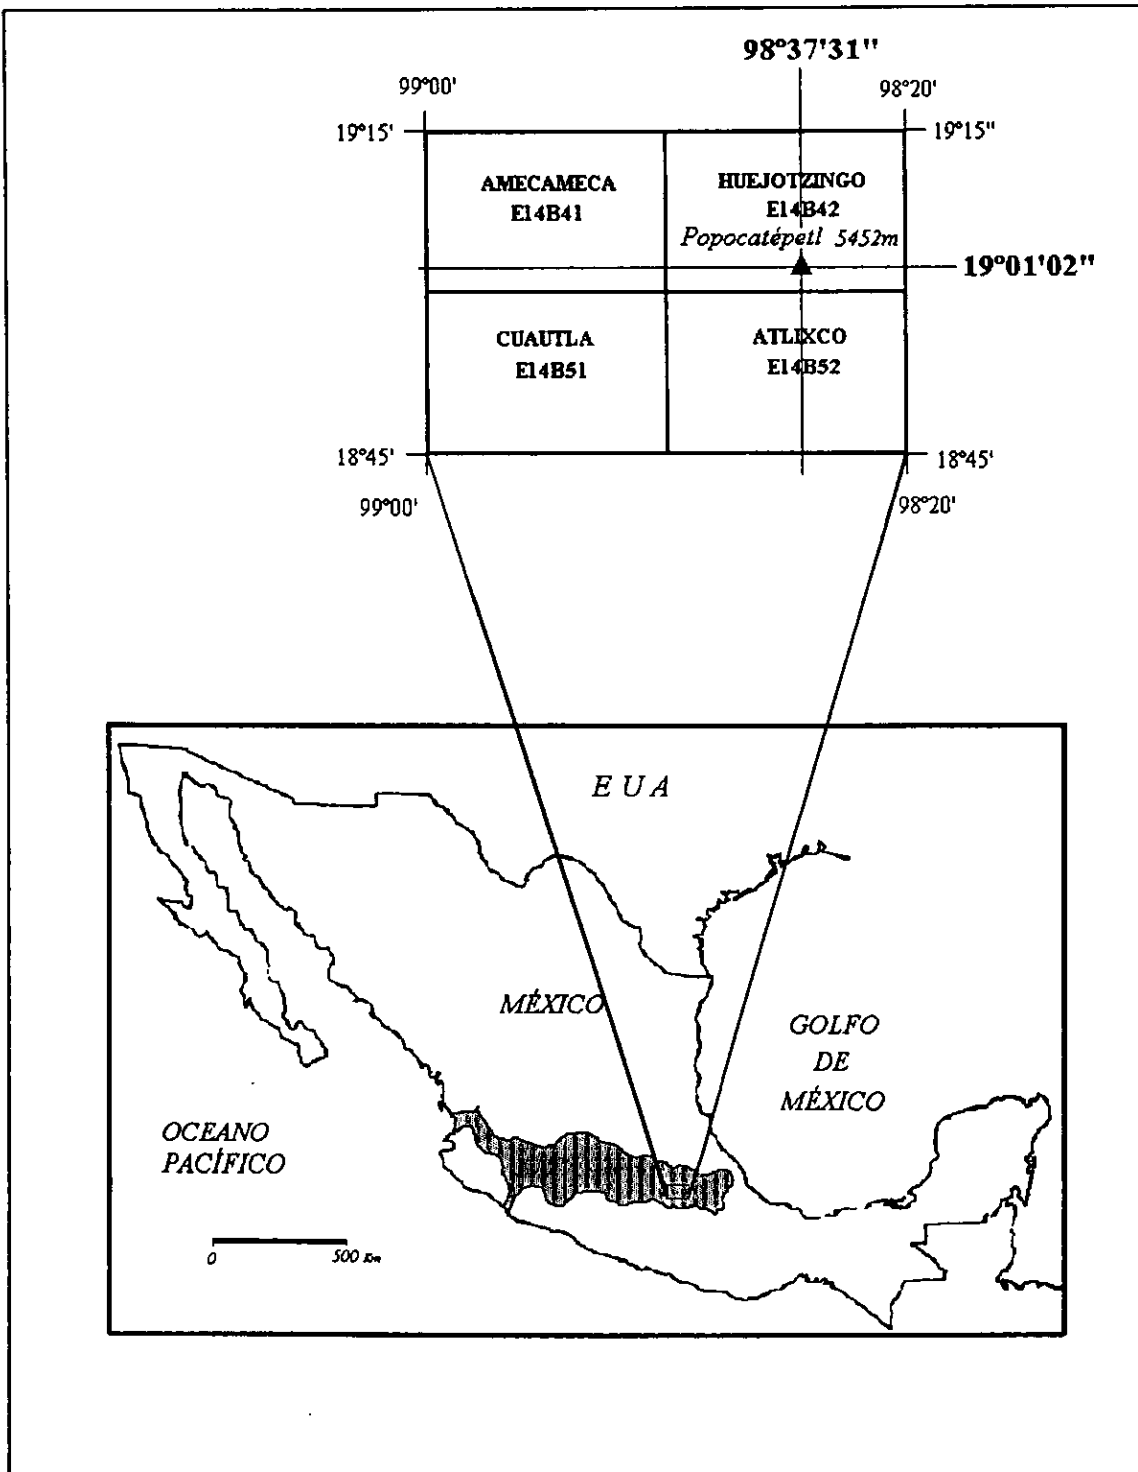 98°37'31"
99°00'
98°20'
19°15'
19°15"
AMECAMECA
E14B41
HUEJOTZINGO
E14B42
Popocatépetl 5452m
19°01'02"
CUAUTLA
E14B51
ATLIXCO
E14B52
18°45'
18°45'
99°00'
98°20'
E U A
MÉXICO
GOLFO
DE
MÉXICO
OCEANO
PACÍFICO
0
500 Km